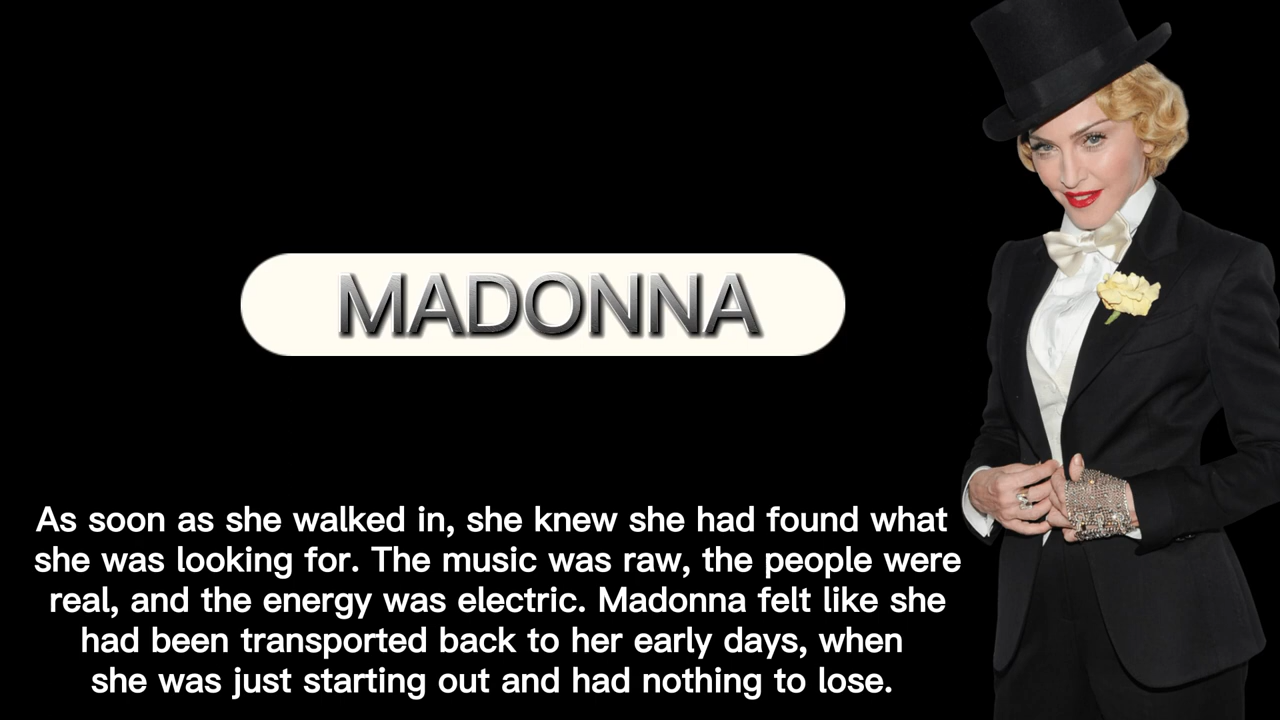 MADONNA
As soon as she walked in, she knew she had found what
she was looking for. The music was raw, the people were
real, and the energy was electric. Madonna felt like she
had been transported back to her early days, when
she was just starting out and had nothing to lose.